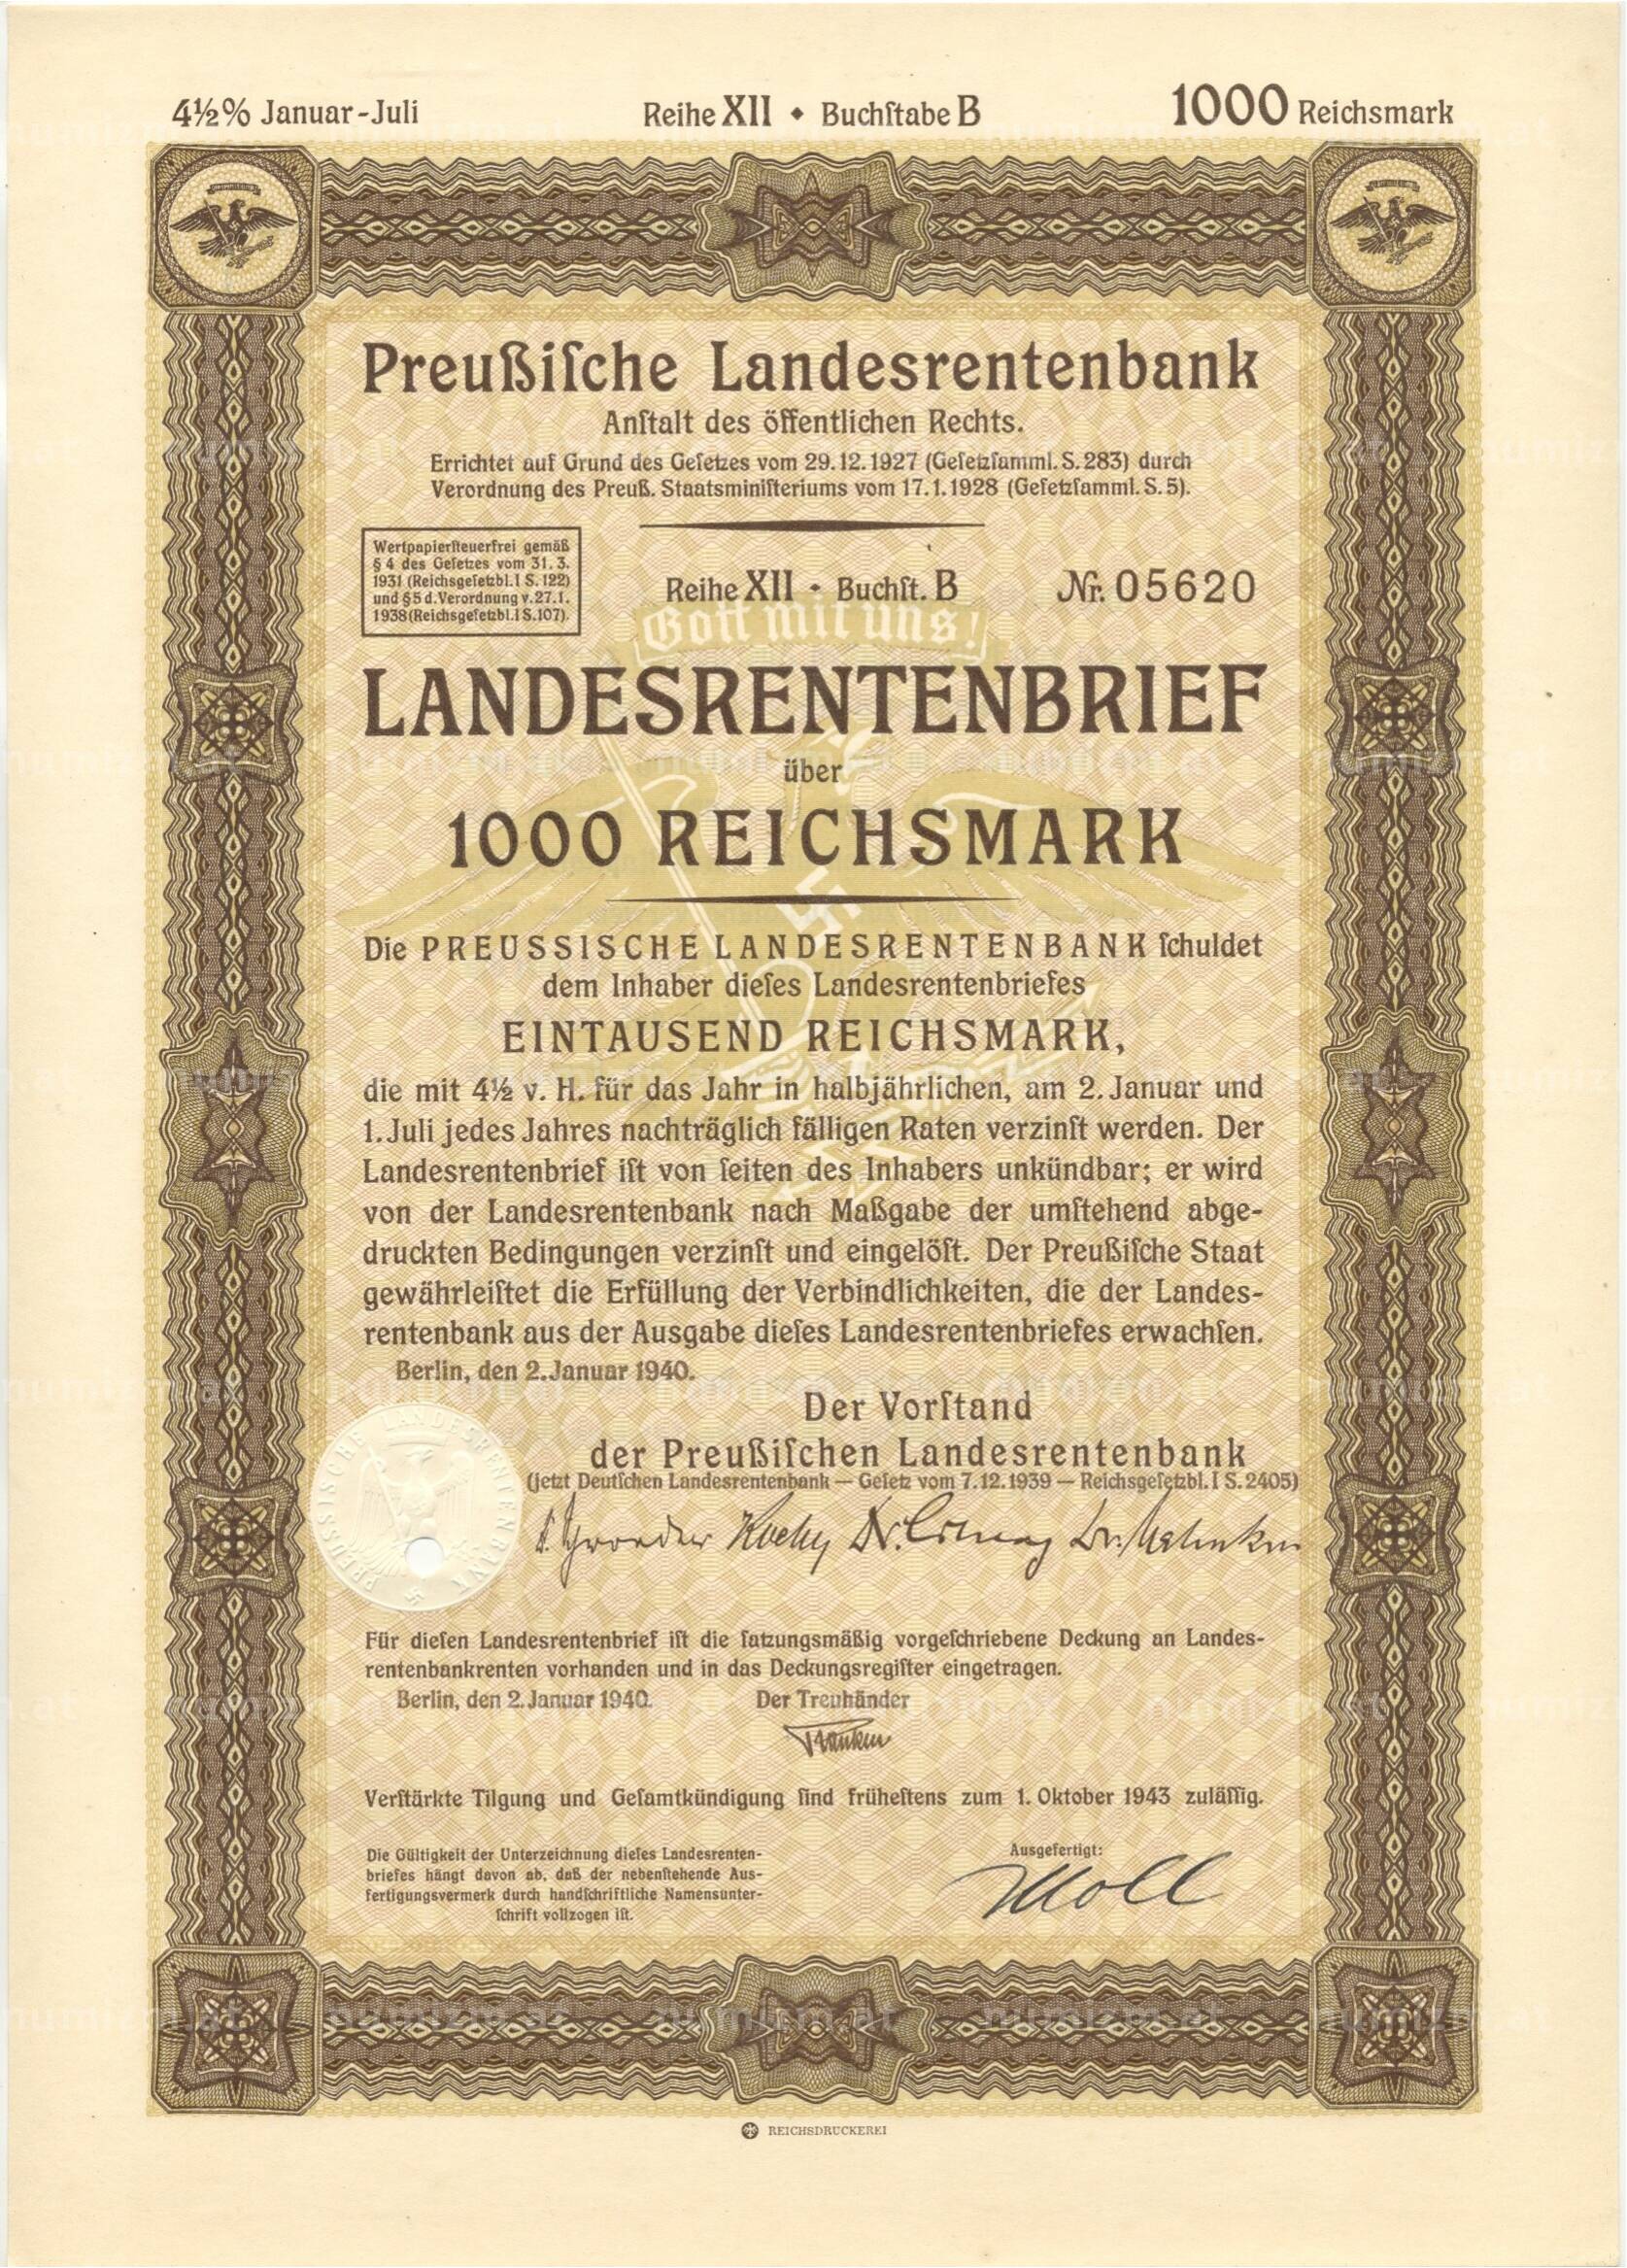 4½% Januar-Juli
Reihe XII • Buchſtabe B
1000 Reichsmark
Preußiſche Landesrentenbank
Anſtalt des öffentlichen Rechts.
Errichtet auf Grund des Geſetzes vom 29.12.1927 (Geſetzſamml. S. 283) durch
Verordnung des Preuß. Staatsminiſteriums vom 17.1.1928 (Geſetzſamml. S. 5).
Wertpapierſteuerfrei gemäß
§ 4 des Geſetzes vom 31. 3.
1931 (Reichsgeſetzbl. I S. 122)
und § 5 d. Verordnung v. 27. 1.
1938 (Reichsgeſetzbl. I S. 107).
Reihe XII • Buchſt. B
Nr. 05620
Gott mit uns!
LANDESRENTENBRIEF
über
1000 REICHSMARK
Die PREUSSISCHE LANDESRENTENBANK ſchuldet
dem Inhaber dieſes Landesrentenbriefes
EINTAUSEND REICHSMARK,
die mit 4½ v. H. für das Jahr in halbjährlichen, am 2. Januar und
1. Juli jedes Jahres nachträglich fälligen Raten verzinſt werden. Der
Landesrentenbrief iſt von ſeiten des Inhabers unkündbar; er wird
von der Landesrentenbank nach Maßgabe der umſtehend abge-
druckten Bedingungen verzinſt und eingelöſt. Der Preußiſche Staat
gewährleiſtet die Erfüllung der Verbindlichkeiten, die der Landes-
rentenbank aus der Ausgabe dieſes Landesrentenbriefes erwachſen.
Berlin, den 2. Januar 1940.
Der Vorſtand
der Preußiſchen Landesrentenbank
(jetzt Deutſchen Landesrentenbank — Geſetz vom 7.12.1939 — Reichsgeſetzbl. I S. 2405)
PREUSSISCHE LANDESRENTENBANK
Dr. Dr.
Für dieſen Landesrentenbrief iſt die ſatzungsmäßig vorgeſchriebene Deckung an Landes-
rentenbankrenten vorhanden und in das Deckungsregiſter eingetragen.
Berlin, den 2. Januar 1940.
Der Treuhänder
Verſtärkte Tilgung und Geſamtkündigung ſind früheſtens zum 1. Oktober 1943 zuläſſig.
Die Gültigkeit der Unterzeichnung dieſes Landesrenten-
briefes hängt davon ab, daß der nebenſtehende Aus-
fertigungsvermerk durch handſchriftliche Namensunter-
ſchrift vollzogen iſt.
Ausgefertigt:
Moll
REICHSDRUCKEREI
numizm.at